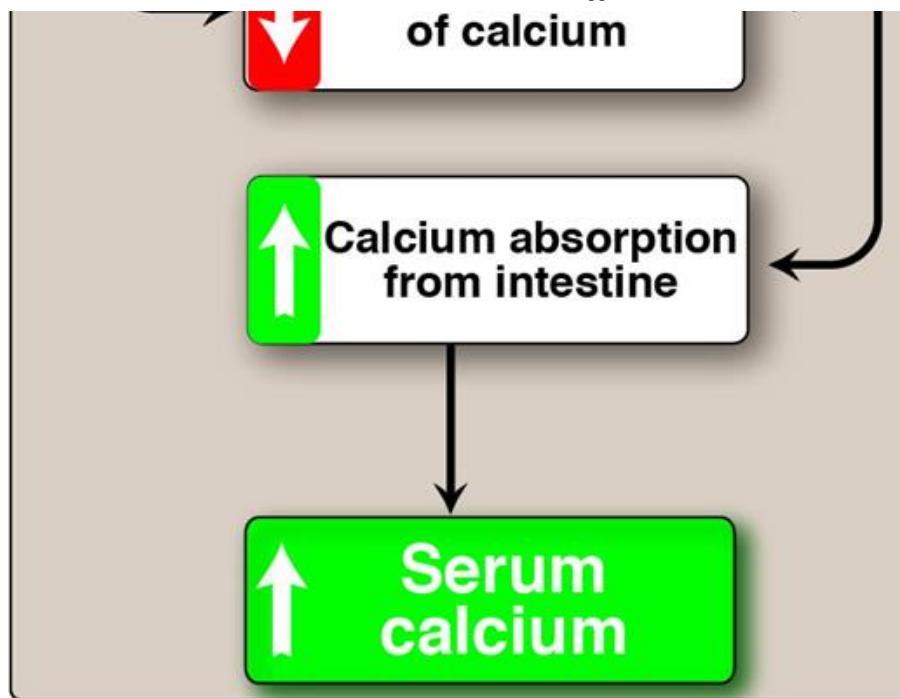 of calcium
Calcium absorption
from intestine
Serum
calcium